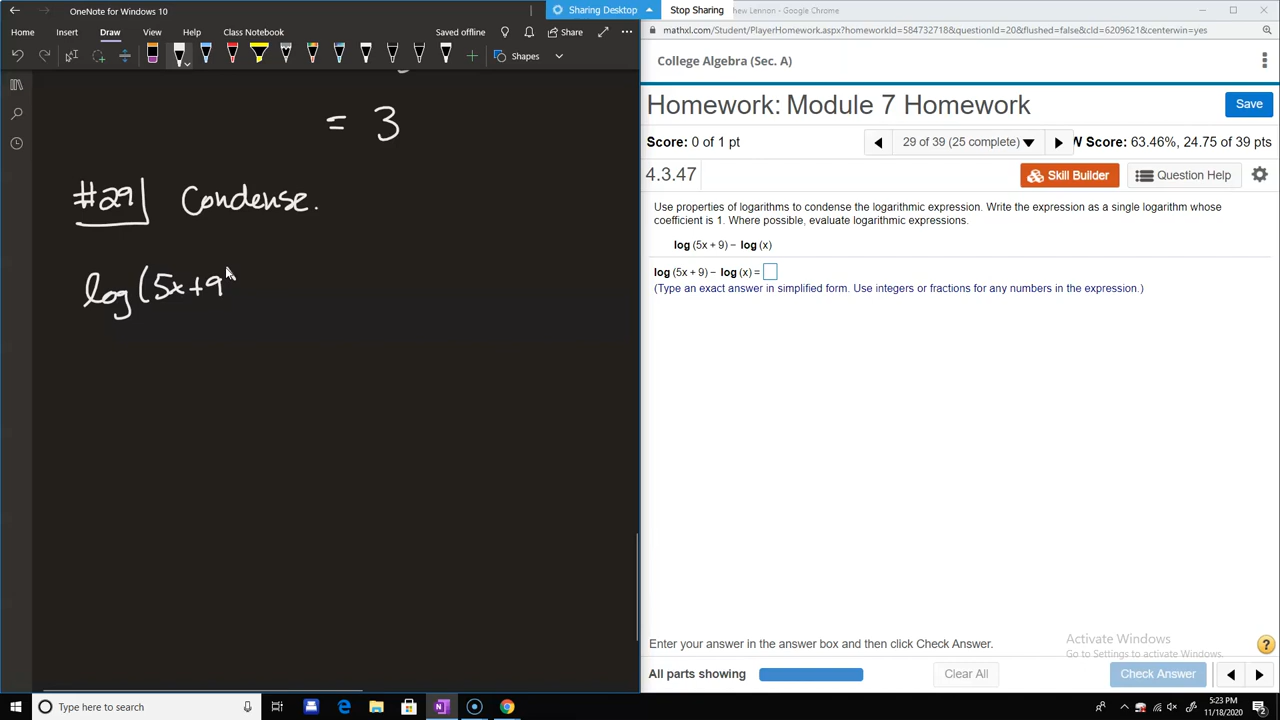 OneNote for Windows 10
Sharing Desktop
Stop Sharing
hew Lennon - Google Chrome
mathxl.com/Student/PlayerHomework.aspx?homeworkId=584732718&questionId=20&flushed=false&cId=6209621&centerwin=yes
Home Insert Draw View Help Class Notebook Saved offline Share
Shapes
College Algebra (Sec. A)
Homework: Module 7 Homework
Save
Score: 0 of 1 pt
29 of 39 (25 complete)
W Score: 63.46%, 24.75 of 39 pts
4.3.47
Skill Builder
Question Help
Use properties of logarithms to condense the logarithmic expression. Write the expression as a single logarithm whose
coefficient is 1. Where possible, evaluate logarithmic expressions.
log (5x + 9) − log (x)
log (5x + 9) − log (x) =
(Type an exact answer in simplified form. Use integers or fractions for any numbers in the expression.)
= 3
#29 Condense.
log(5x+9
Enter your answer in the answer box and then click Check Answer.
Activate Windows
Go to Settings to activate Windows.
?
All parts showing
Clear All
Check Answer
Type here to search
5:23 PM
11/18/2020
2